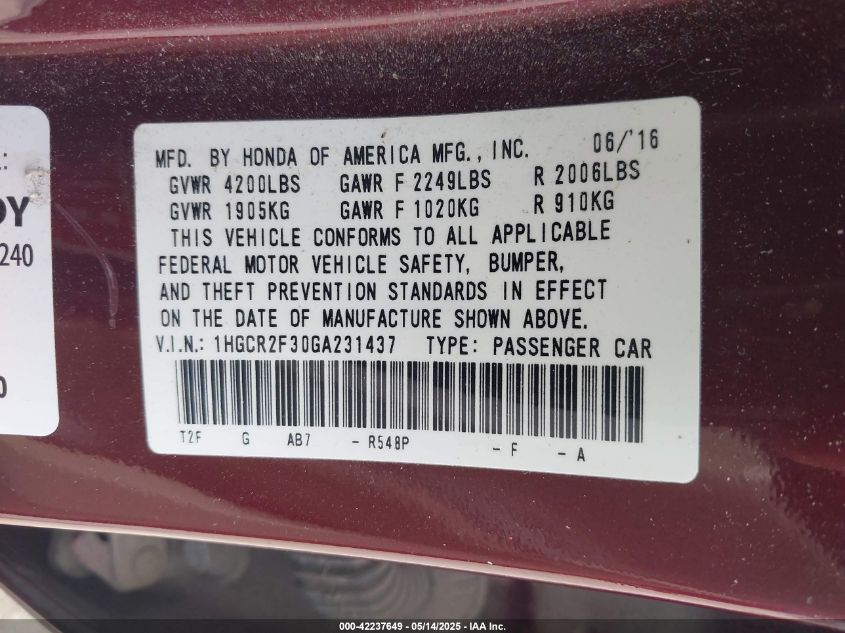 L:
DY
240
0
MFD. BY HONDA OF AMERICA MFG., INC. 06/'16
GVWR 4200LBS GAWR F 2249LBS R 2006LBS
GVWR 1905KG GAWR F 1020KG R 910KG
THIS VEHICLE CONFORMS TO ALL APPLICABLE
FEDERAL MOTOR VEHICLE SAFETY, BUMPER,
AND THEFT PREVENTION STANDARDS IN EFFECT
ON THE DATE OF MANUFACTURE SHOWN ABOVE.
V.I.N.: 1HGCR2F30GA231437 TYPE: PASSENGER CAR
T2F G AB7 - R548P - F - A
000-42237649 - 05/14/2025 - IAA Inc.